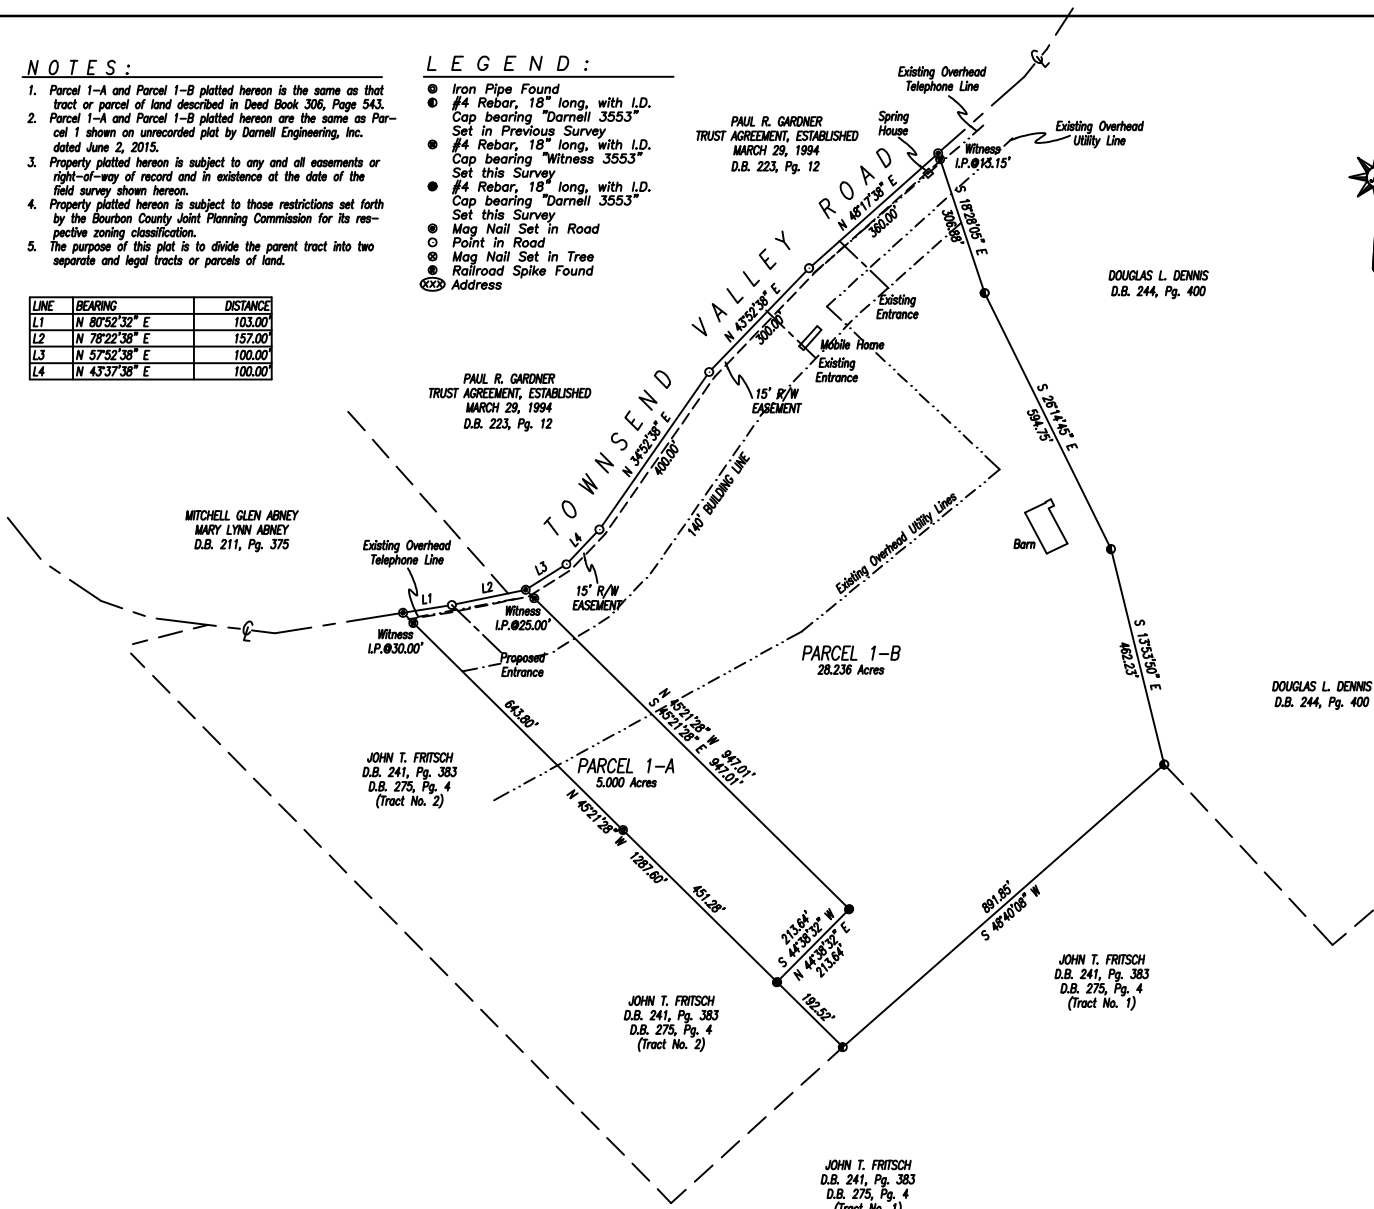 NOTES:
1. Parcel 1-A and Parcel 1-B platted hereon is the same as that
tract or parcel of land described in Deed Book 306, Page 543.
2. Parcel 1-A and Parcel 1-B platted hereon are the same as Par-
cel 1 shown on unrecorded plat by Darnell Engineering, Inc.
dated June 2, 2015.
3. Property platted hereon is subject to any and all easements or
right-of-way of record and in existence at the date of the
field survey shown hereon.
4. Property platted hereon is subject to those restrictions set forth
by the Bourbon County Joint Planning Commission for its res-
pective zoning classification.
5. The purpose of this plat is to divide the parent tract into two
separate and legal tracts or parcels of land.
LEGEND:
Iron Pipe Found
#4 Rebar, 18" long, with I.D.
Cap bearing "Darnell 3553"
Set in Previous Survey
#4 Rebar, 18" long, with I.D.
Cap bearing "Witness 3553"
Set this Survey
#4 Rebar, 18" long, with I.D.
Cap bearing "Darnell 3553"
Set this Survey
Mag Nail Set in Road
Point in Road
Mag Nail Set in Tree
Railroad Spike Found
XXX Address
LINE BEARING DISTANCE
L1 N 80°52'32" E 103.00'
L2 N 78°22'38" E 157.00'
L3 N 57°52'38" E 100.00'
L4 N 43°37'38" E 100.00'
PAUL R. GARDNER
TRUST AGREEMENT, ESTABLISHED
MARCH 29, 1994
D.B. 223, Pg. 12
Spring
House
Existing Overhead
Telephone Line
Existing Overhead
Utility Line
Witness
I.P.@13.15'
TOWNSEND VALLEY ROAD
N 48°17'38" E
360.00'
S 18°28'05" E
306.88'
DOUGLAS L. DENNIS
D.B. 244, Pg. 400
Existing
Entrance
N 43°52'38" E
300.00'
Mobile Home
Existing
Entrance
15' R/W
EASEMENT
PAUL R. GARDNER
TRUST AGREEMENT, ESTABLISHED
MARCH 29, 1994
D.B. 223, Pg. 12
N 34°52'38" E
400.00'
S 26°14'45" E
594.75'
140' BUILDING LINE
MITCHELL GLEN ABNEY
MARY LYNN ABNEY
D.B. 211, Pg. 375
Existing Overhead
Telephone Line
Existing Overhead Utility Lines
Barn
L1
L2
L3
L4
15' R/W
EASEMENT
Witness
I.P.@25.00'
Witness
I.P.@30.00'
Proposed
Entrance
PARCEL 1-B
28.236 Acres
S 13°53'50" E
462.23'
DOUGLAS L. DENNIS
D.B. 244, Pg. 400
643.80'
N 45°21'28" W 947.01'
S 45°21'28" E 947.01'
JOHN T. FRITSCH
D.B. 241, Pg. 383
D.B. 275, Pg. 4
(Tract No. 2)
PARCEL 1-A
5.000 Acres
N 45°21'28" W 1287.60'
451.28'
213.64'
S 44°38'32" W
N 44°38'32" E
213.64'
891.85'
S 48°40'08" W
192.52'
JOHN T. FRITSCH
D.B. 241, Pg. 383
D.B. 275, Pg. 4
(Tract No. 1)
JOHN T. FRITSCH
D.B. 241, Pg. 383
D.B. 275, Pg. 4
(Tract No. 2)
JOHN T. FRITSCH
D.B. 241, Pg. 383
D.B. 275, Pg. 4
(Tract No. 1)